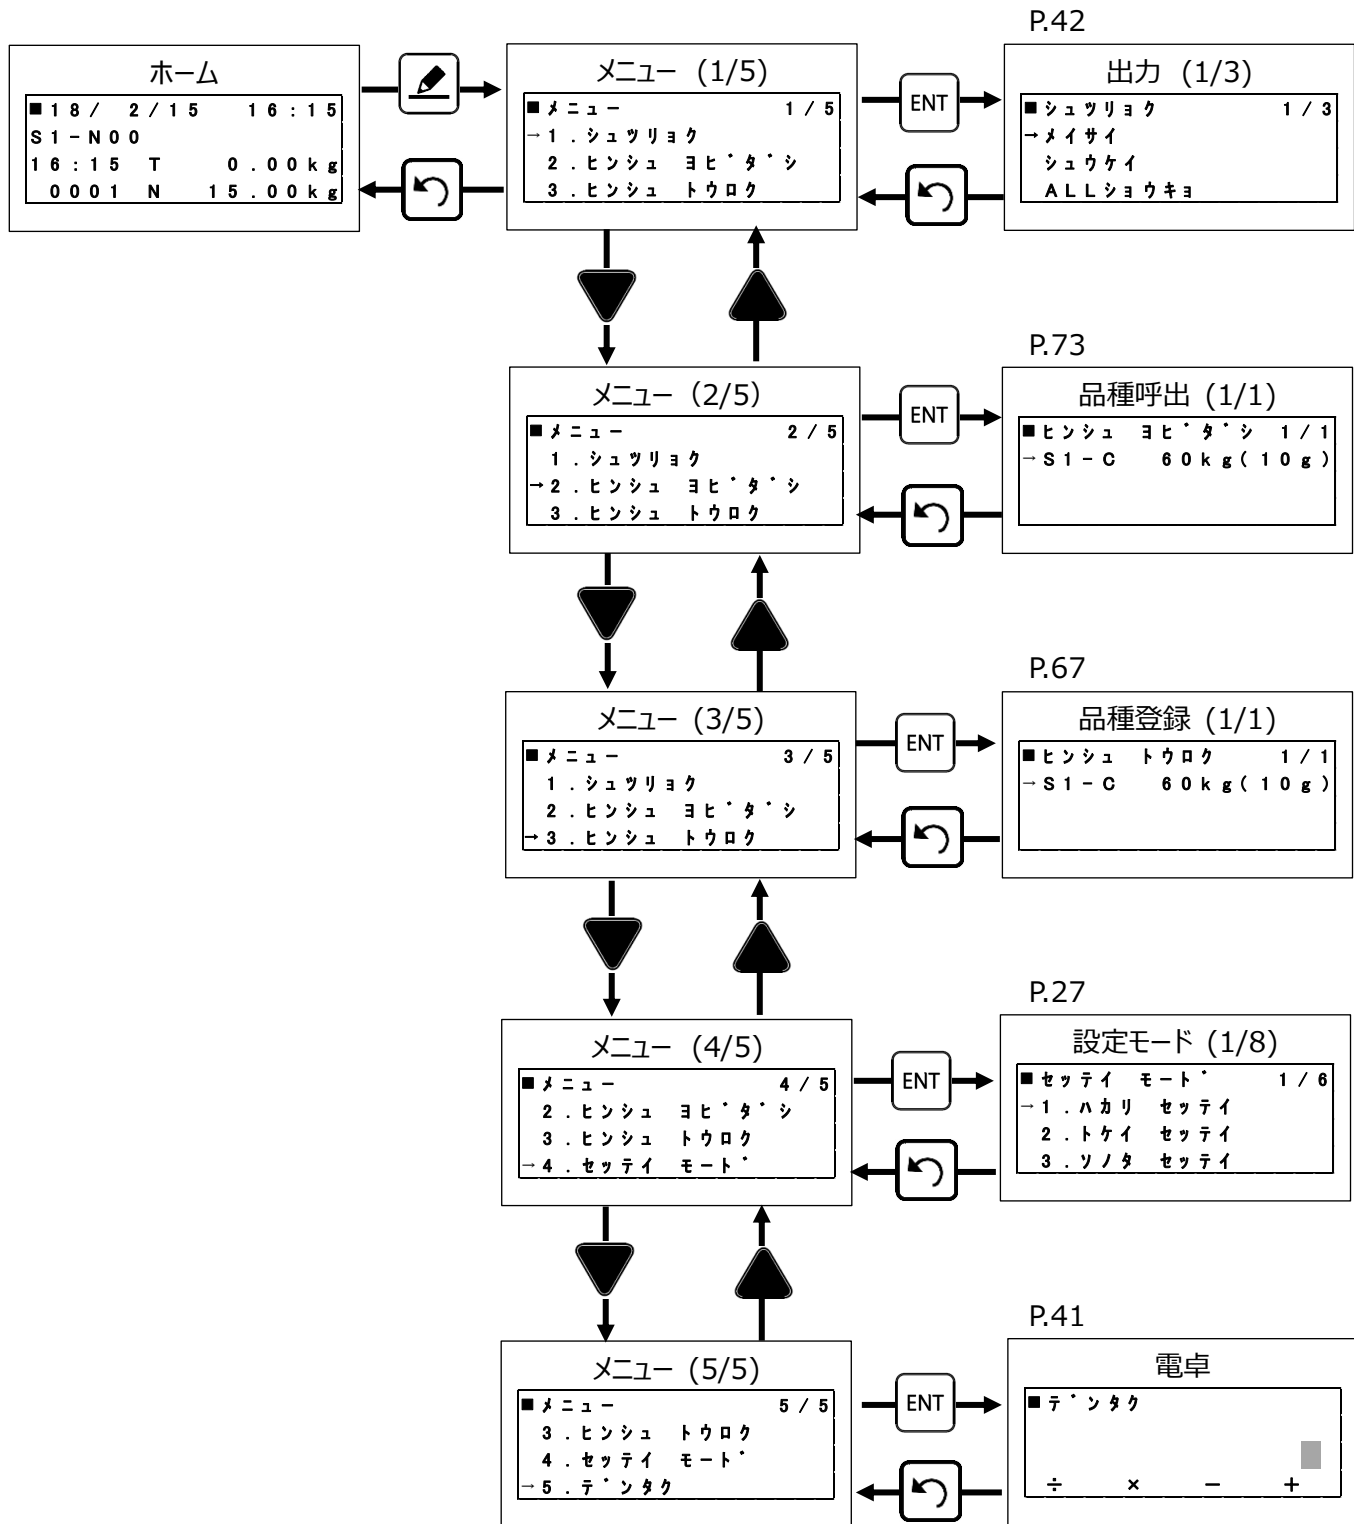 P.42
ホーム
■18/ 2/15 16:15
S1-N00
16:15 T 0.00kg
0001 N 15.00kg
メニュー (1/5)
■メニュー 1/5
→1.シュツリョク
2.ヒンシュ ヨビダシ
3.ヒンシュ トウロク
ENT
出力 (1/3)
■シュツリョク 1/3
→メイサイ
シュウケイ
ALLショウキョ
P.73
メニュー (2/5)
■メニュー 2/5
1.シュツリョク
→2.ヒンシュ ヨビダシ
3.ヒンシュ トウロク
ENT
品種呼出 (1/1)
■ヒンシュ ヨビダシ 1/1
→S1-C 60kg(10g)
P.67
メニュー (3/5)
■メニュー 3/5
1.シュツリョク
2.ヒンシュ ヨビダシ
→3.ヒンシュ トウロク
ENT
品種登録 (1/1)
■ヒンシュ トウロク 1/1
→S1-C 60kg(10g)
P.27
メニュー (4/5)
■メニュー 4/5
2.ヒンシュ ヨビダシ
3.ヒンシュ トウロク
→4.セッテイ モード
ENT
設定モード (1/8)
■セッテイ モード 1/6
→1.ハカリ セッテイ
2.トケイ セッテイ
3.ソノタ セッテイ
P.41
メニュー (5/5)
■メニュー 5/5
3.ヒンシュ トウロク
4.セッテイ モード
→5.デンタク
ENT
電卓
■デンタク
÷ × － +